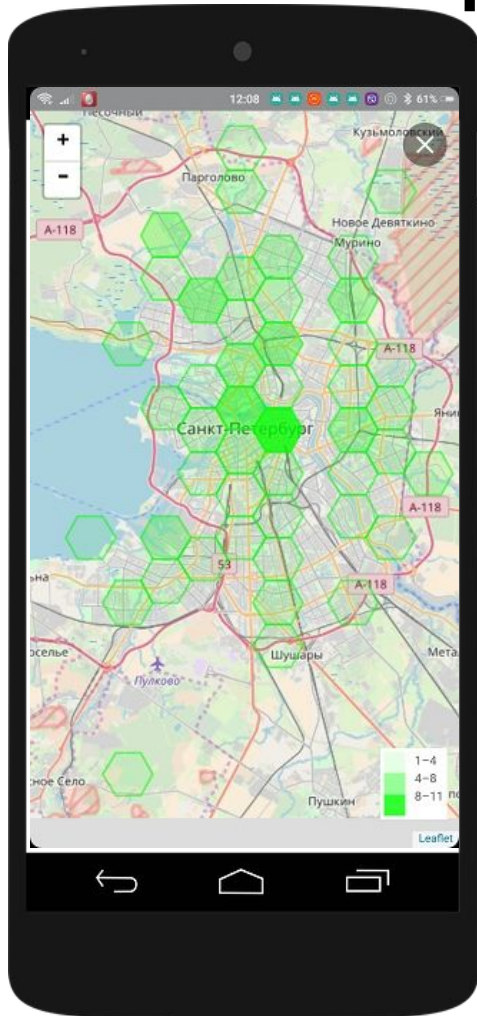 12:08
61%
Песочный
Кузьмоловский
+
-
Парголово
Новое Девяткино
Мурино
А-118
А-118
Санкт-Петербург
А-118
53
А-118
Шушары
Пулково
Пушкин
1–4
4–8
8–11
Leaflet